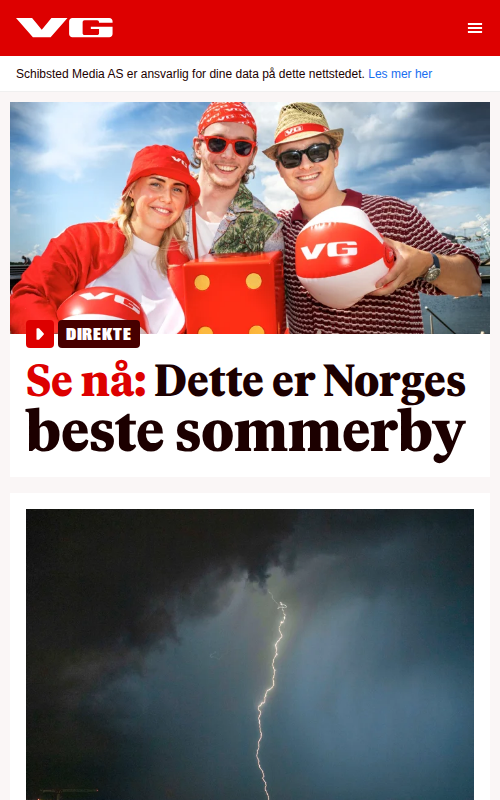 VG
Schibsted Media AS er ansvarlig for dine data på dette nettstedet. Les mer her
VG
VG
VG
VG
DIREKTE
Se nå: Dette er Norges
beste sommerby